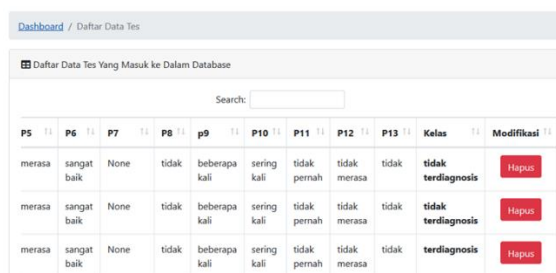 Dashboard / Daftar Data Tes
Daftar Data Tes Yang Masuk ke Dalam Database
Search:
P5 P6 P7 P8 p9 P10 P11 P12 P13 Kelas Modifikasi
merasa sangat baik None tidak beberapa kali sering kali tidak pernah tidak merasa tidak tidak terdiagnosis Hapus
merasa sangat baik None tidak beberapa kali sering kali tidak pernah tidak merasa tidak tidak terdiagnosis Hapus
merasa sangat baik None tidak beberapa kali sering kali tidak pernah tidak merasa tidak terdiagnosis Hapus